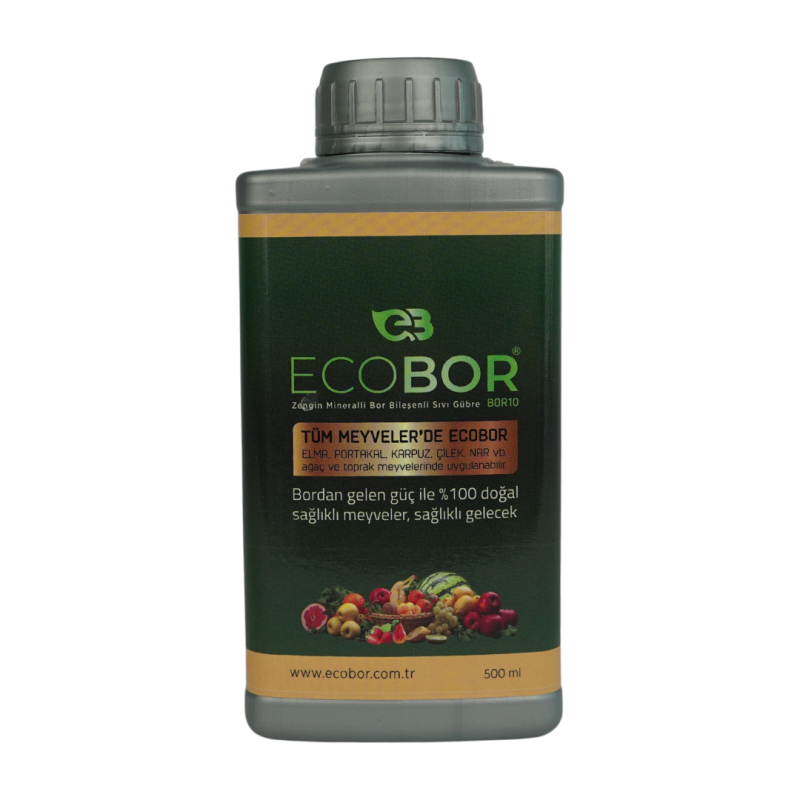 eB
ECOBOR®
Zengin Mineralli Bor Bileşenli Sıvı Gübre BOR10
TÜM MEYVELER'DE ECOBOR
ELMA, PORTAKAL, KARPUZ, ÇİLEK, NAR vb.
ağaç ve toprak meyvelerinde uygulanabilir.
Bordan gelen güç ile %100 doğal
sağlıklı meyveler, sağlıklı gelecek
www.ecobor.com.tr 500 ml